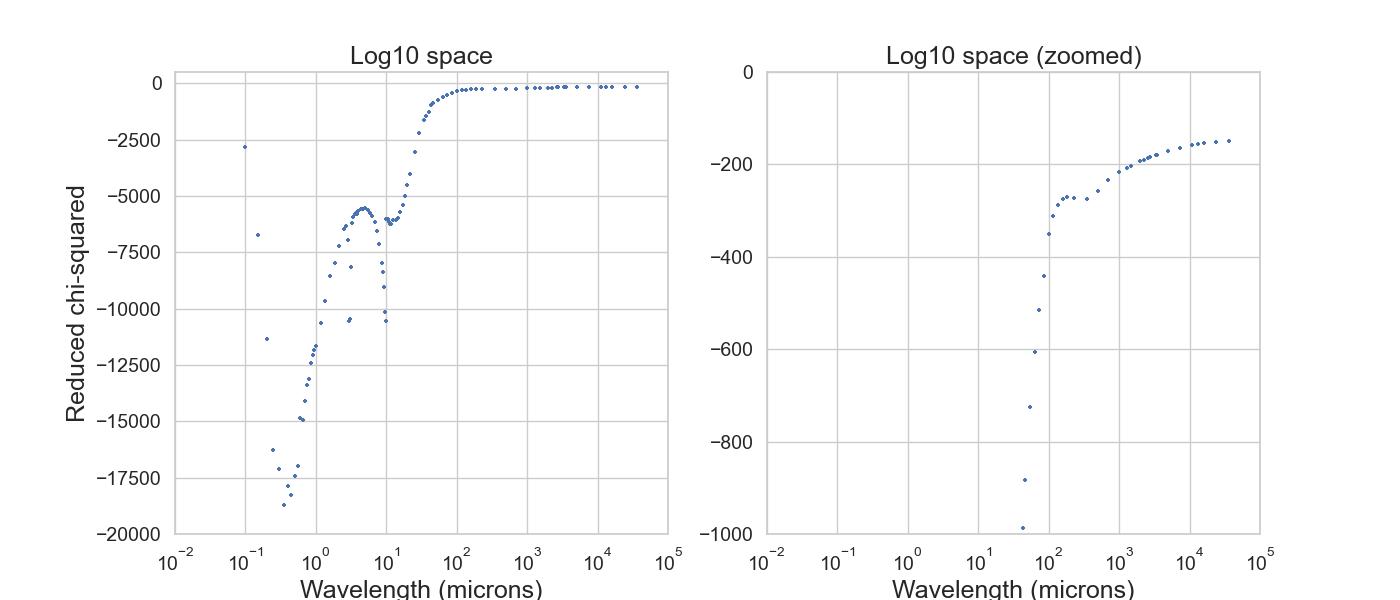 Log10 space
Reduced chi-squared
0
−2500
−5000
−7500
−10000
−12500
−15000
−17500
−20000
10⁻² 10⁻¹ 10⁰ 10¹ 10² 10³ 10⁴ 10⁵
Wavelength (microns)
Log10 space (zoomed)
0
−200
−400
−600
−800
−1000
10⁻² 10⁻¹ 10⁰ 10¹ 10² 10³ 10⁴ 10⁵
Wavelength (microns)